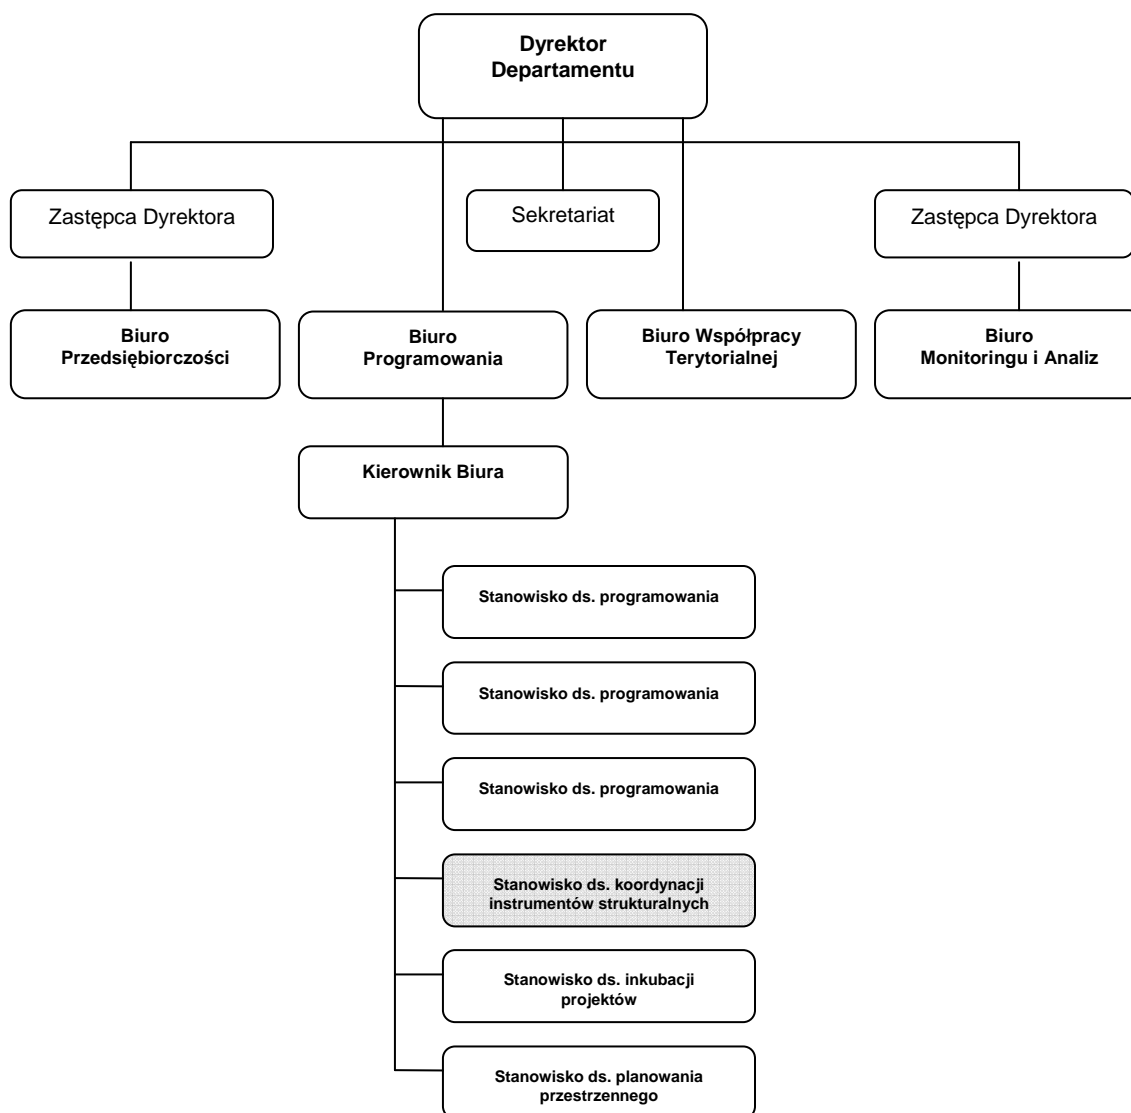 Dyrektor
Departamentu
Zastępca Dyrektora
Sekretariat
Zastępca Dyrektora
Biuro
Przedsiębiorczości
Biuro
Programowania
Biuro Współpracy
Terytorialnej
Biuro
Monitoringu i Analiz
Kierownik Biura
Stanowisko ds. programowania
Stanowisko ds. programowania
Stanowisko ds. programowania
Stanowisko ds. koordynacji
instrumentów strukturalnych
Stanowisko ds. inkubacji
projektów
Stanowisko ds. planowania
przestrzennego